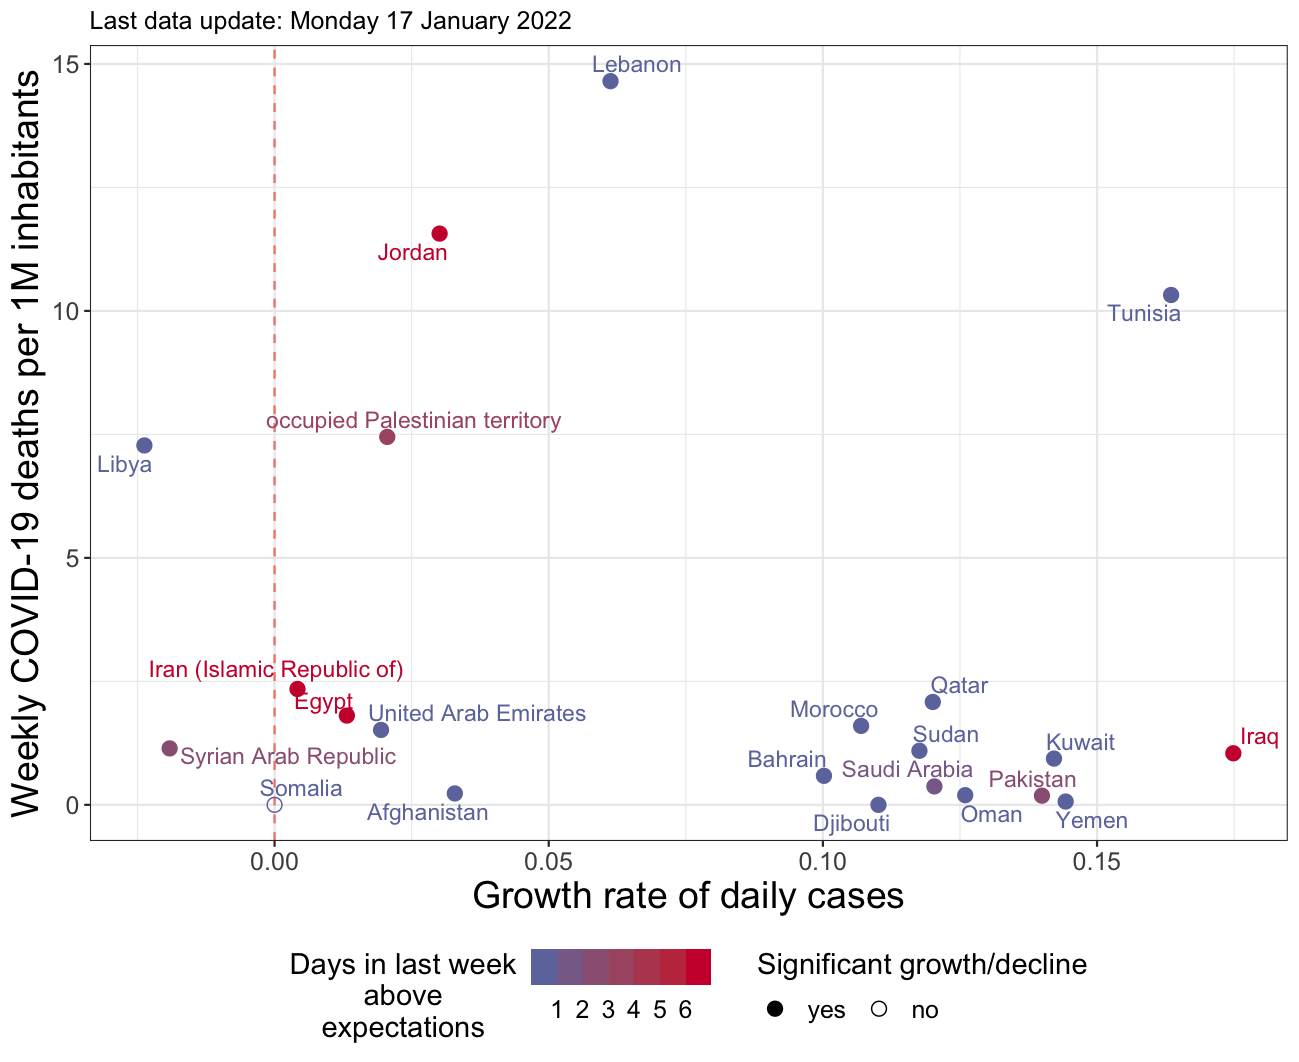 Last data update: Monday 17 January 2022
Weekly COVID-19 deaths per 1M inhabitants
15
10
5
0
Lebanon
Jordan
Tunisia
occupied Palestinian territory
Libya
Iran (Islamic Republic of)
Egypt
United Arab Emirates
Syrian Arab Republic
Somalia
Afghanistan
Qatar
Morocco
Sudan
Kuwait
Iraq
Bahrain
Saudi Arabia
Pakistan
Djibouti
Oman
Yemen
0.00
0.05
0.10
0.15
Growth rate of daily cases
Days in last week
above
expectations
1 2 3 4 5 6
Significant growth/decline
yes
no